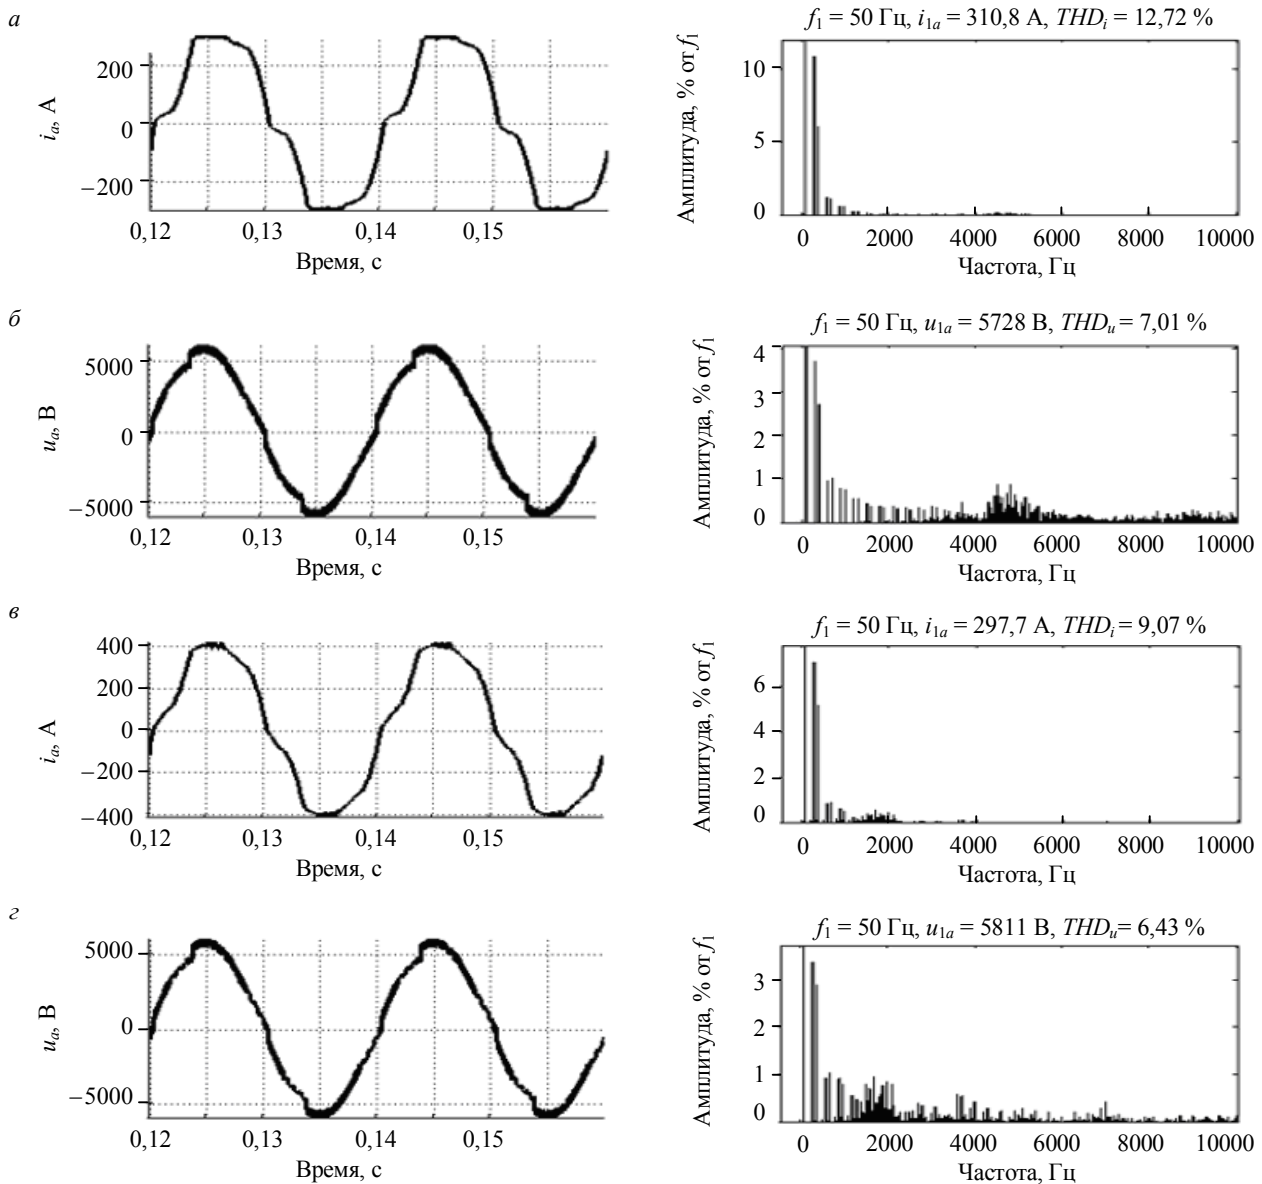 а
f₁ = 50 Гц, i₁ₐ = 310,8 А, THDᵢ = 12,72 %
iₐ, А
200
0
−200
0,12 0,13 0,14 0,15
Время, с
Амплитуда, % от f₁
10
5
0
0 2000 4000 6000 8000 10000
Частота, Гц
б
f₁ = 50 Гц, u₁ₐ = 5728 В, THDᵤ = 7,01 %
uₐ, В
5000
0
−5000
0,12 0,13 0,14 0,15
Время, с
Амплитуда, % от f₁
4
3
2
1
0
0 2000 4000 6000 8000 10000
Частота, Гц
в
f₁ = 50 Гц, i₁ₐ = 297,7 А, THDᵢ = 9,07 %
iₐ, А
400
200
0
−200
−400
0,12 0,13 0,14 0,15
Время, с
Амплитуда, % от f₁
6
4
2
0
0 2000 4000 6000 8000 10000
Частота, Гц
г
f₁ = 50 Гц, u₁ₐ = 5811 В, THDᵤ = 6,43 %
uₐ, В
5000
0
−5000
0,12 0,13 0,14 0,15
Время, с
Амплитуда, % от f₁
3
2
1
0
0 2000 4000 6000 8000 10000
Частота, Гц